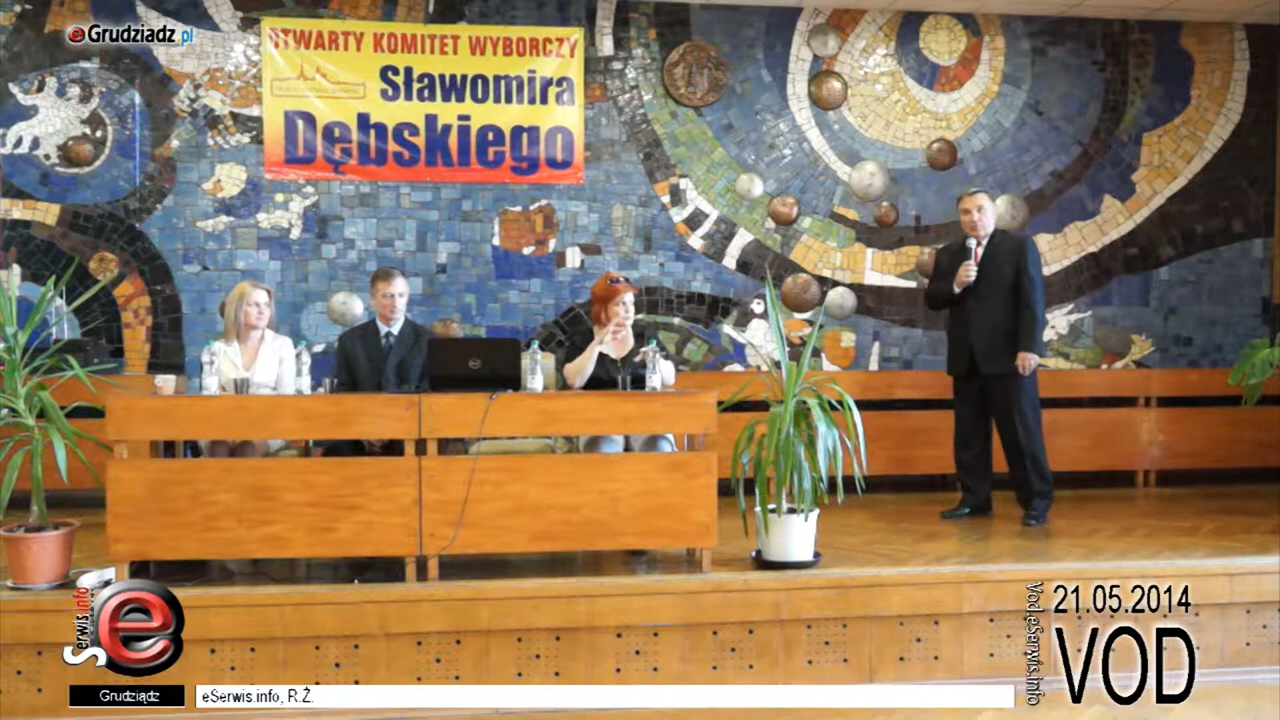 eGrudziadz.pl
OTWARTY KOMITET WYBORCZY
Sławomira
Dębskiego
Serwis.info
e
Grudziądz
eSerwis.info, R.Ż.
Vod.eSerwis.info
21.05.2014
VOD